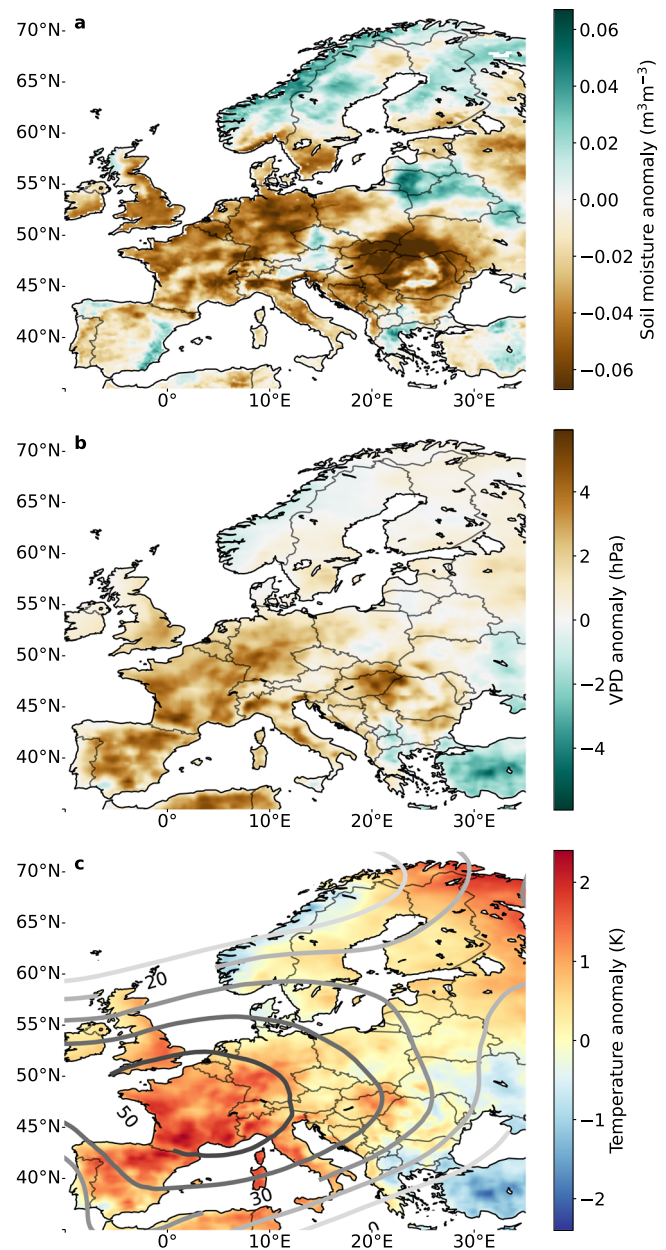 a
70°N
65°N
60°N
55°N
50°N
45°N
40°N
0°
10°E
20°E
30°E
0.06
0.04
0.02
0.00
−0.02
−0.04
−0.06
Soil moisture anomaly (m³m⁻³)
b
70°N
65°N
60°N
55°N
50°N
45°N
40°N
0°
10°E
20°E
30°E
4
2
0
−2
−4
VPD anomaly (hPa)
c
70°N
65°N
60°N
55°N
50°N
45°N
40°N
0°
10°E
20°E
30°E
20
50
30
2
1
0
−1
−2
Temperature anomaly (K)